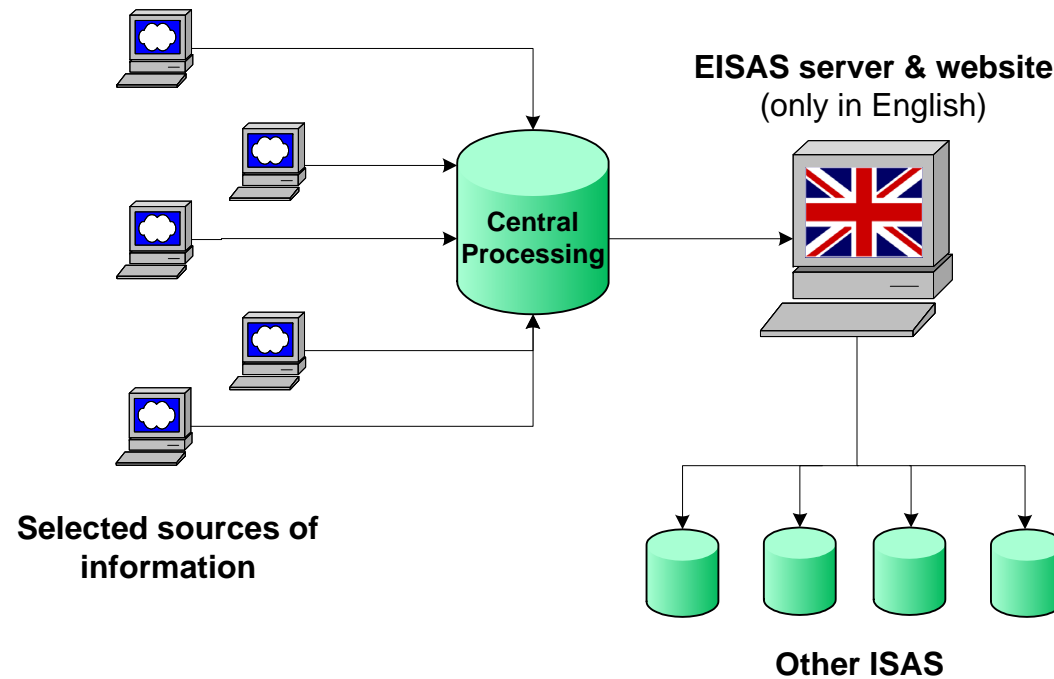 EISAS server & website
(only in English)
Central
Processing
Selected sources of
information
Other ISAS